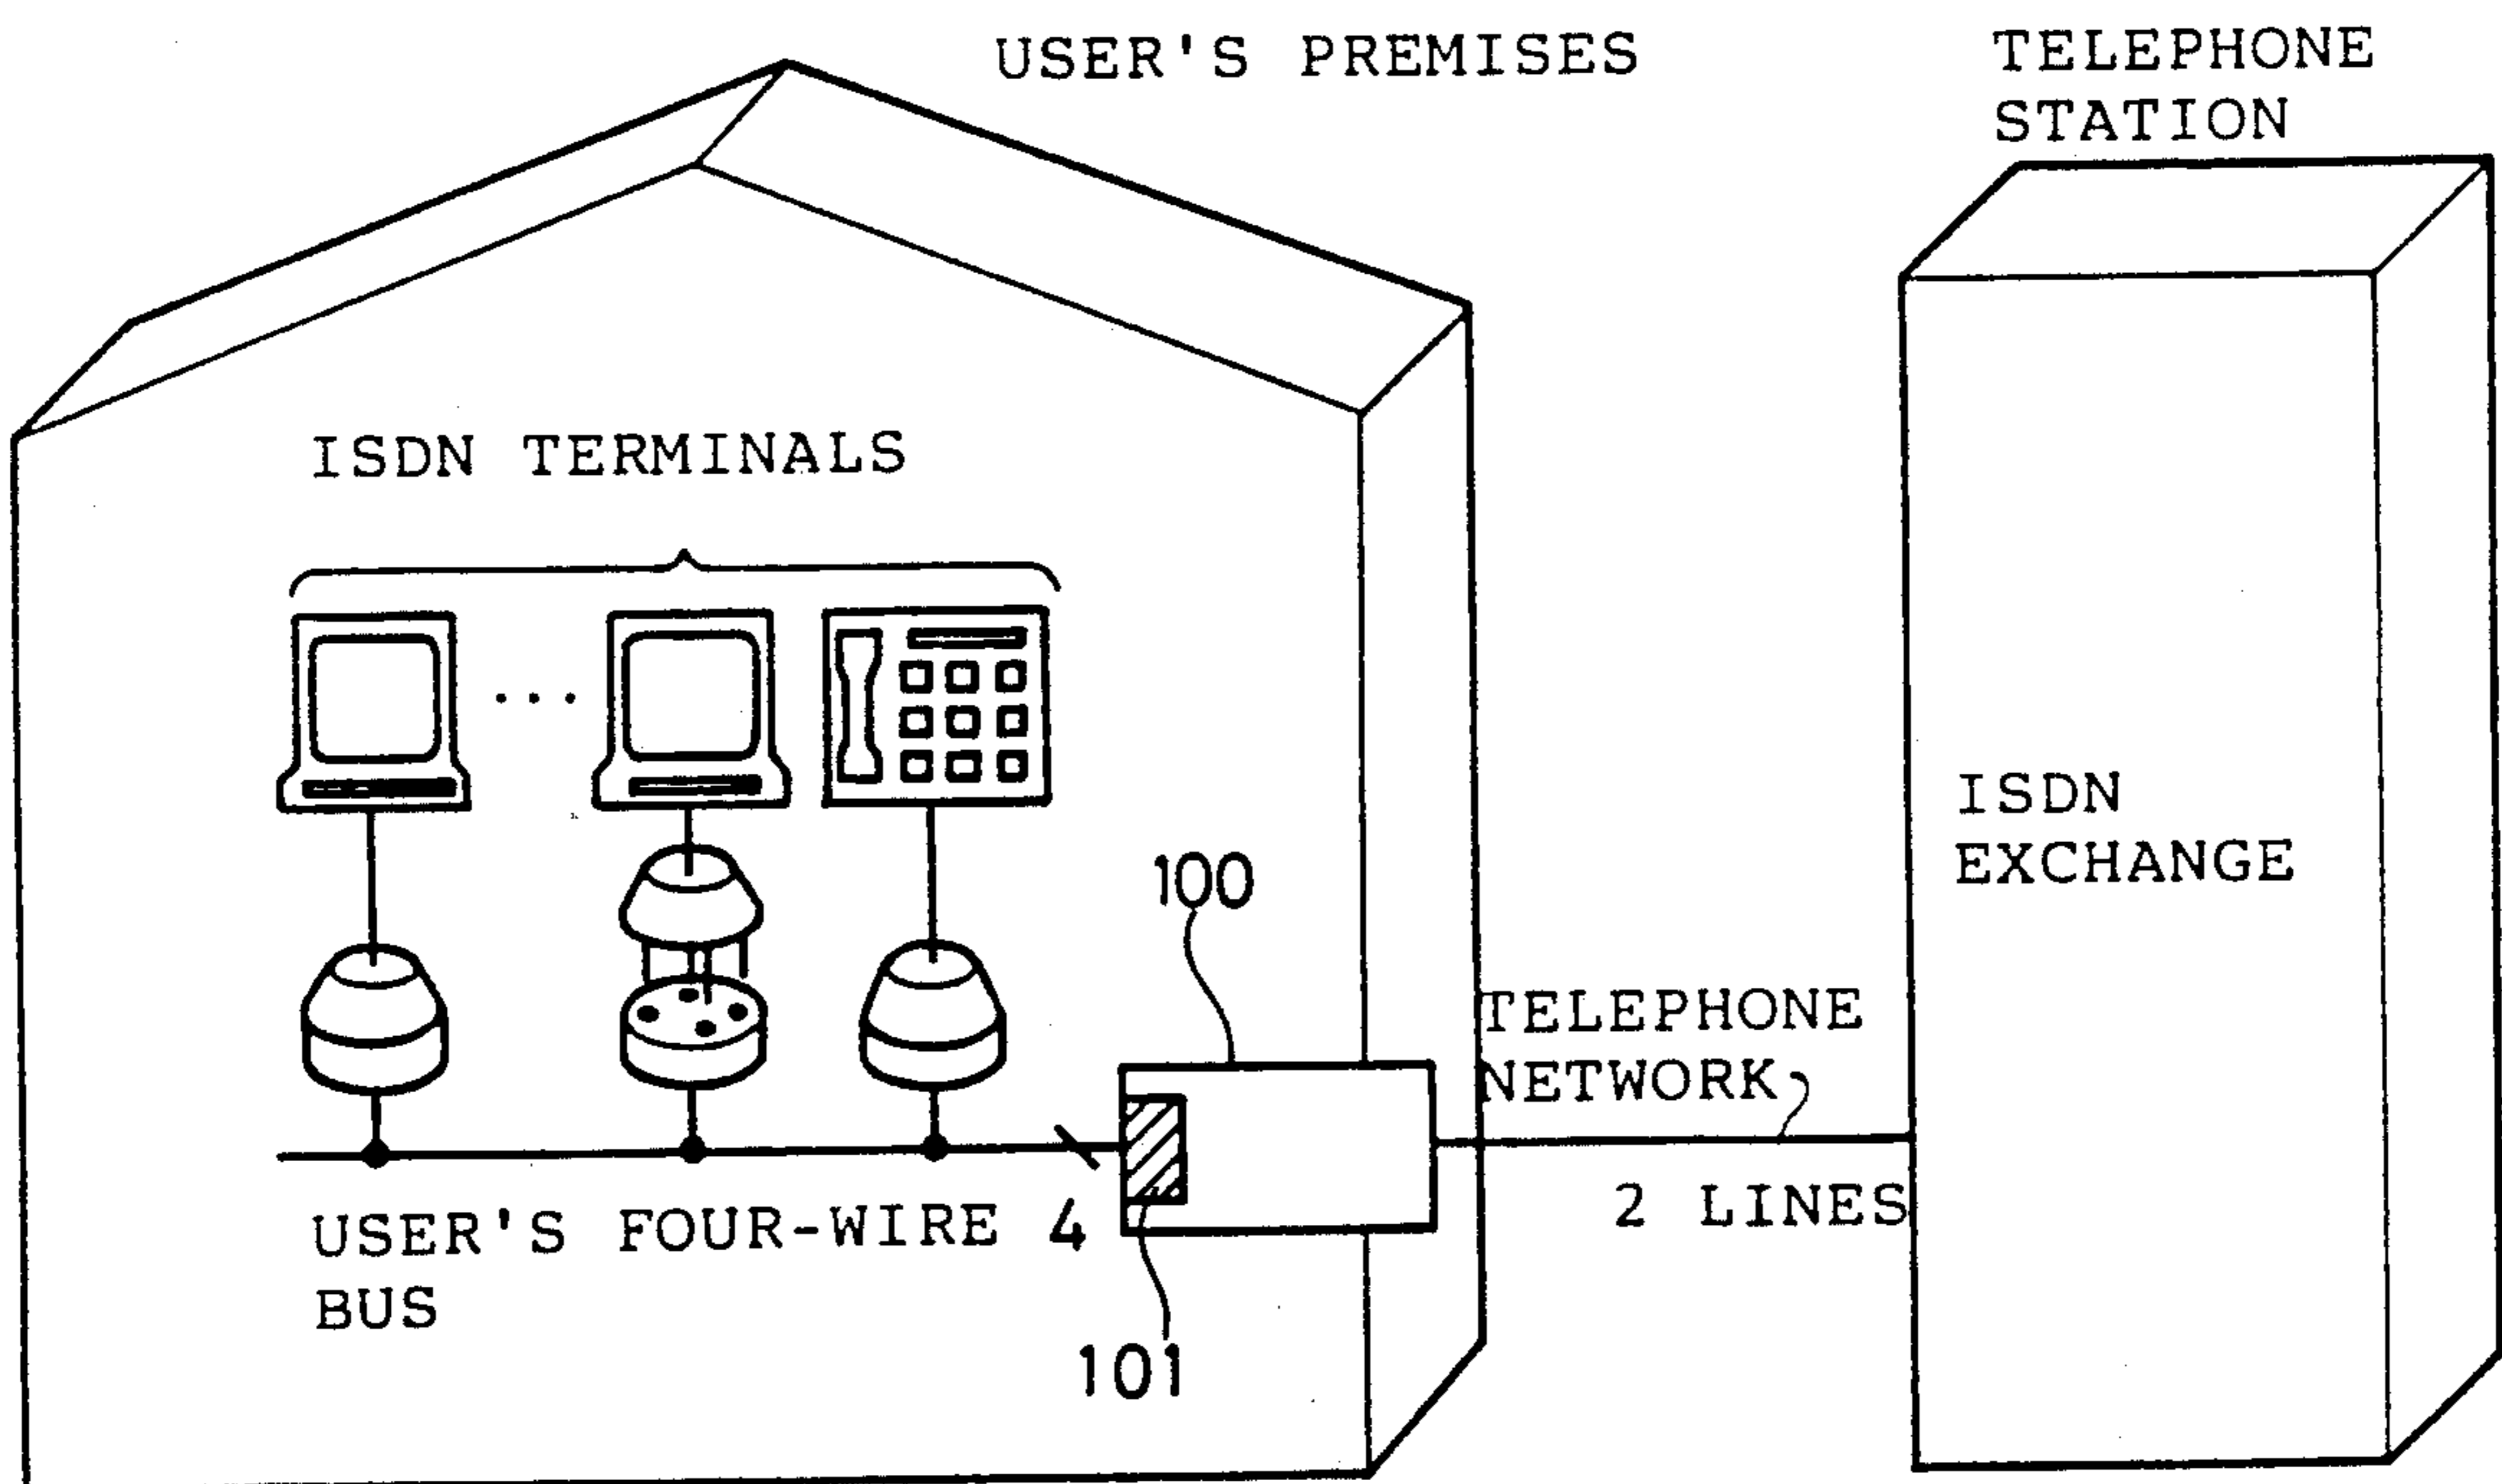 USER'S PREMISES
TELEPHONE
STATION
ISDN TERMINALS
ISDN
EXCHANGE
100
TELEPHONE
NETWORK
2 LINES
USER'S FOUR-WIRE 4
BUS
101